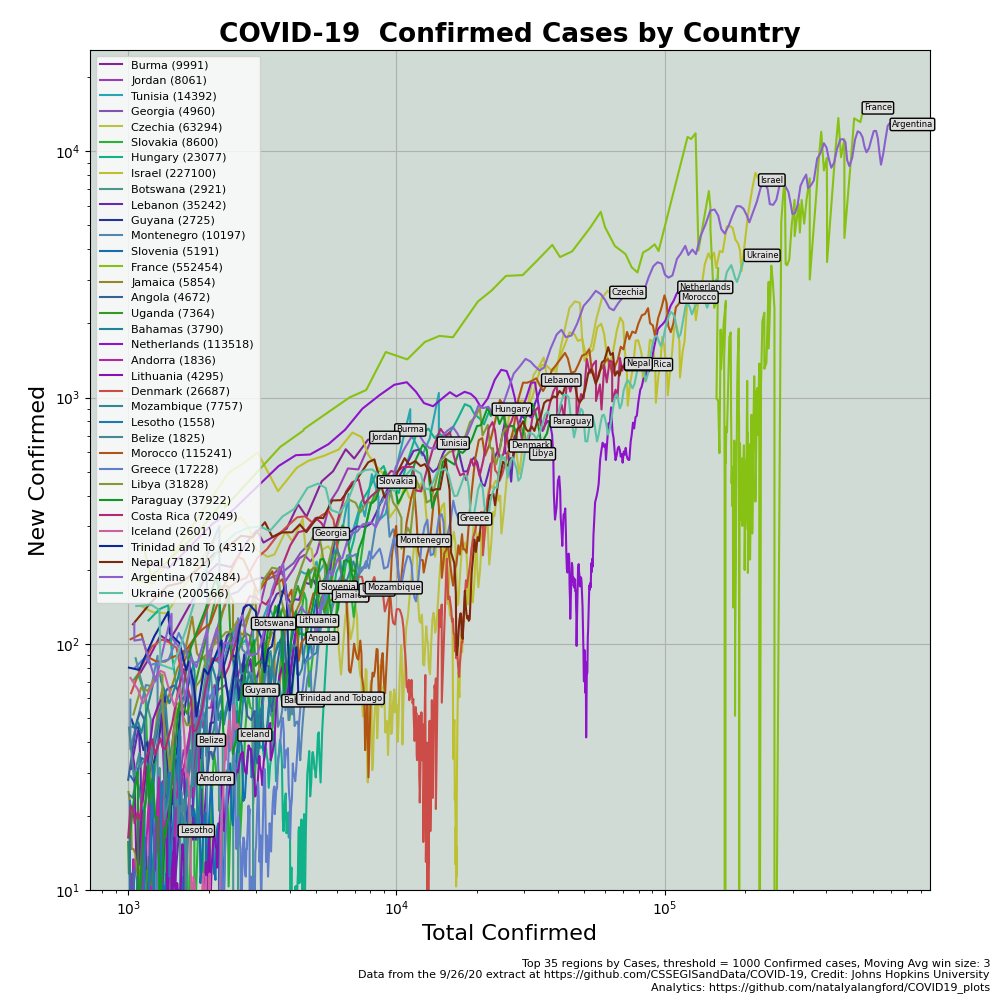 COVID-19  Confirmed Cases by Country
Burma (9991)
Jordan (8061)
Tunisia (14392)
Georgia (4960)
Czechia (63294)
Slovakia (8600)
Hungary (23077)
Israel (227100)
Botswana (2921)
Lebanon (35242)
Guyana (2725)
Montenegro (10197)
Slovenia (5191)
France (552454)
Jamaica (5854)
Angola (4672)
Uganda (7364)
Bahamas (3790)
Netherlands (113518)
Andorra (1836)
Lithuania (4295)
Denmark (26687)
Mozambique (7757)
Lesotho (1558)
Belize (1825)
Morocco (115241)
Greece (17228)
Libya (31828)
Paraguay (37922)
Costa Rica (72049)
Iceland (2601)
Trinidad and To (4312)
Nepal (71821)
Argentina (702484)
Ukraine (200566)
France
Argentina
Israel
Ukraine
Czechia
Netherlands
Morocco
Nepal Rica
Lebanon
Hungary
Paraguay
Burma
Jordan
Tunisia
Denmark
Libya
Slovakia
Greece
Georgia
Montenegro
Slovenia
Jamaic
Mozambique
Botswana
Lithuania
Angola
Guyana
Ba
Trinidad and Tobago
Belize
Iceland
Andorra
Lesotho
10⁴
10³
10²
10¹
10³
10⁴
10⁵
New Confirmed
Total Confirmed
Top 35 regions by Cases, threshold = 1000 Confirmed cases, Moving Avg win size: 3
Data from the 9/26/20 extract at https://github.com/CSSEGISandData/COVID-19, Credit: Johns Hopkins University
Analytics: https://github.com/natalyalangford/COVID19_plots